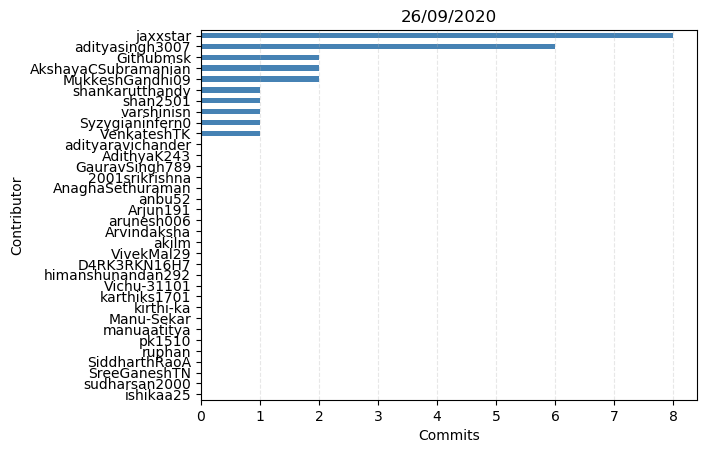 26/09/2020
jaxxstar
adityasingh3007
Githubmsk
AkshayaCSubramanian
MukkeshGandhi09
shankarutthandy
shan2501
varshinisn
Syzygianinfern0
VenkateshTK
adityaravichander
AdithyaK243
GauravSingh789
2001srikrishna
AnaghaSethuraman
anbu52
Arjun191
arunesh006
Arvindaksha
akilm
VivekMal29
D4RK3RKN16H7
himanshunandan292
Vichu-31101
karthiks1701
kirthi-ka
Manu-Sekar
manuaatitya
pk1510
ruphan
SiddharthRaoA
SreeGaneshTN
sudharsan2000
ishikaa25
Contributor
0 1 2 3 4 5 6 7 8
Commits